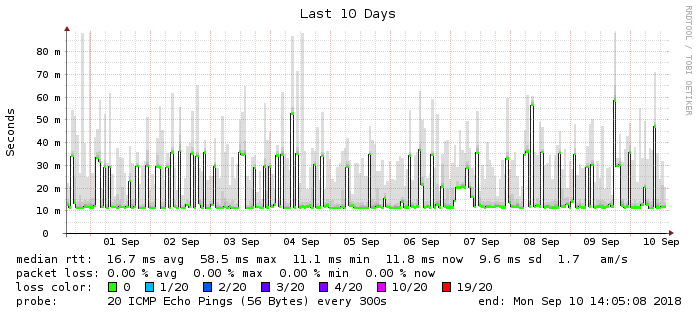 Last 10 Days
RRDTOOL / TOBI OETIKER
Seconds
80 m
70 m
60 m
50 m
40 m
30 m
20 m
10 m
0
01 Sep 02 Sep 03 Sep 04 Sep 05 Sep 06 Sep 07 Sep 08 Sep 09 Sep 10 Sep
median rtt: 16.7 ms avg 58.5 ms max 11.1 ms min 11.8 ms now 9.6 ms sd 1.7 am/s
packet loss: 0.00 % avg 0.00 % max 0.00 % min 0.00 % now
loss color: 0 1/20 2/20 3/20 4/20 10/20 19/20
probe: 20 ICMP Echo Pings (56 Bytes) every 300s end: Mon Sep 10 14:05:08 2018